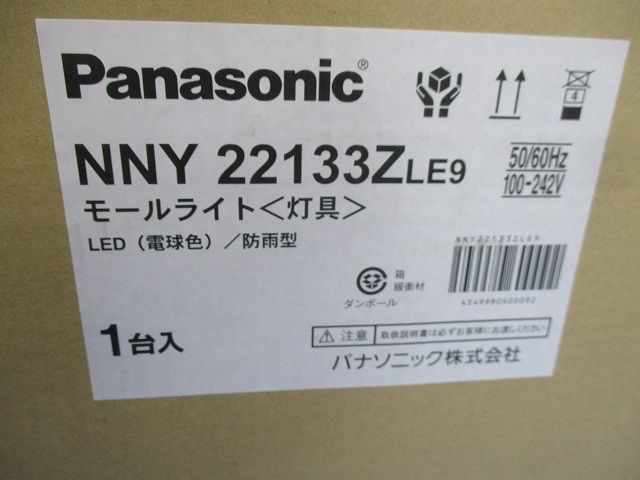 Panasonic®
4
NNY 22133ZLE9
50/60Hz
100-242V
モールライト<灯具>
LED（電球色）／防雨型
NNY22133ZLE9
箱
緩衝材
ダンボール
1台入
注意 取扱説明書は必ずお客様にお渡しください
パナソニック株式会社